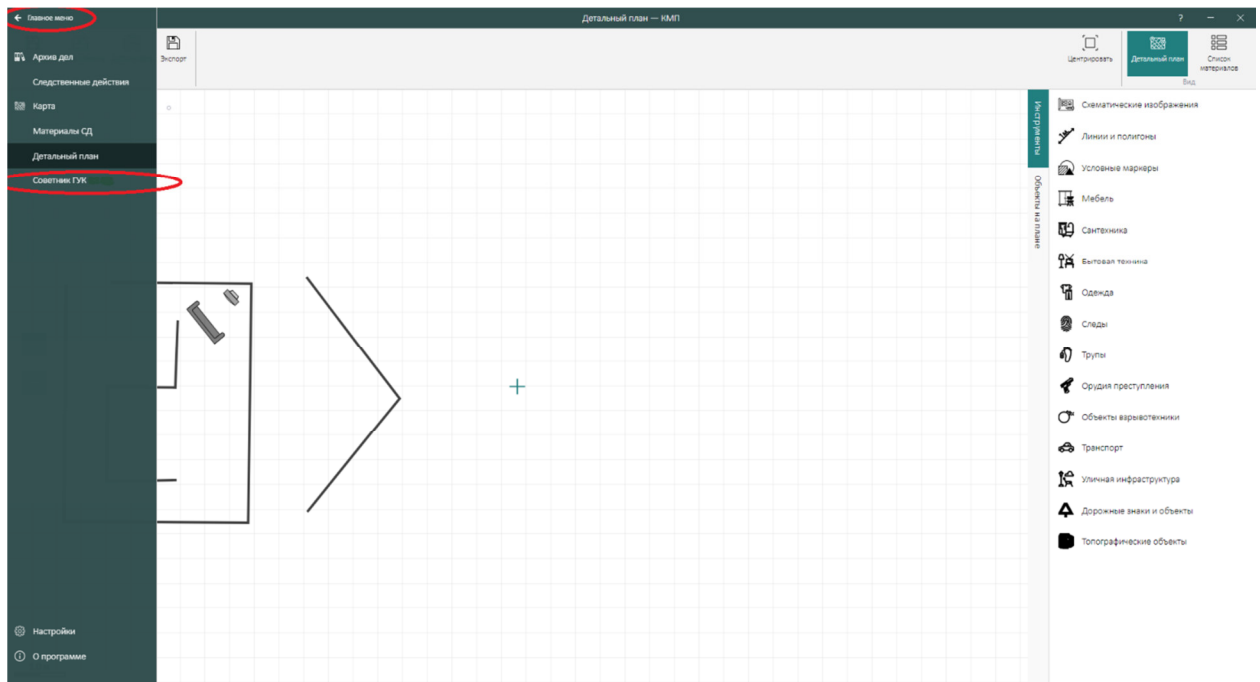 Главное меню
Детальный план — КМП
?
Архив дел
Следственные действия
Карта
Материалы СД
Детальный план
Советник ГУК
Настройки
О программе
Экспорт
Центрировать
Детальный план
Список
материалов
Вид
Инструменты
Объекты на плане
Схематические изображения
Линии и полигоны
Условные маркеры
Мебель
Сантехника
Бытовая техника
Одежда
Следы
Трупы
Орудия преступления
Объекты взрывотехники
Транспорт
Уличная инфраструктура
Дорожные знаки и объекты
Топографические объекты